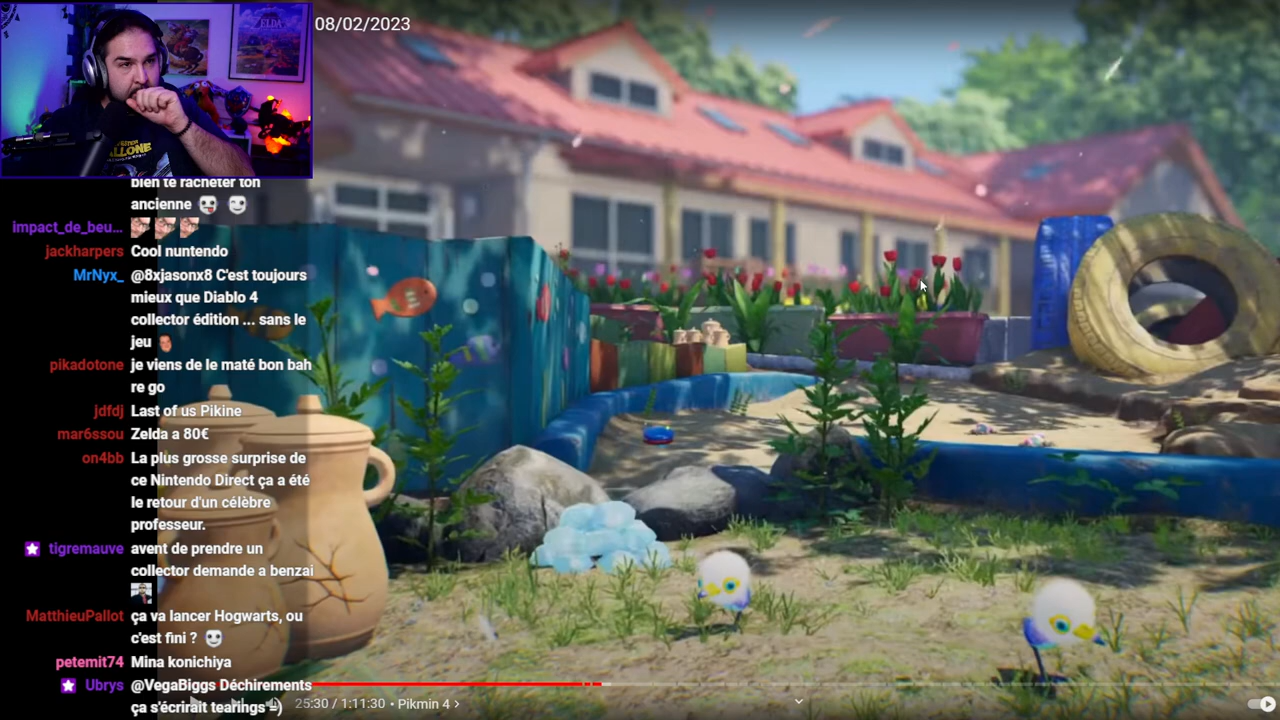 08/02/2023
ZELDA
ALLONE
bien te racheter ton
ancienne
impact_de_beu...
jackharpers Cool nuntendo
MrNyx_ @8xjasonx8 C'est toujours
mieux que Diablo 4
collector édition ... sans le
jeu
pikadotone je viens de le maté bon bah
re go
jdfdj Last of us Pikine
mar6ssou Zelda a 80€
on4bb La plus grosse surprise de
ce Nintendo Direct ça a été
le retour d'un célèbre
professeur.
tigremauve avent de prendre un
collector demande a benzai
MatthieuPallot ça va lancer Hogwarts, ou
c'est fini ?
petemit74 Mina konichiya
Ubrys @VegaBiggs Déchirements
ça s'écrirait tearings =)
25:30 / 1:11:30 • Pikmin 4 >